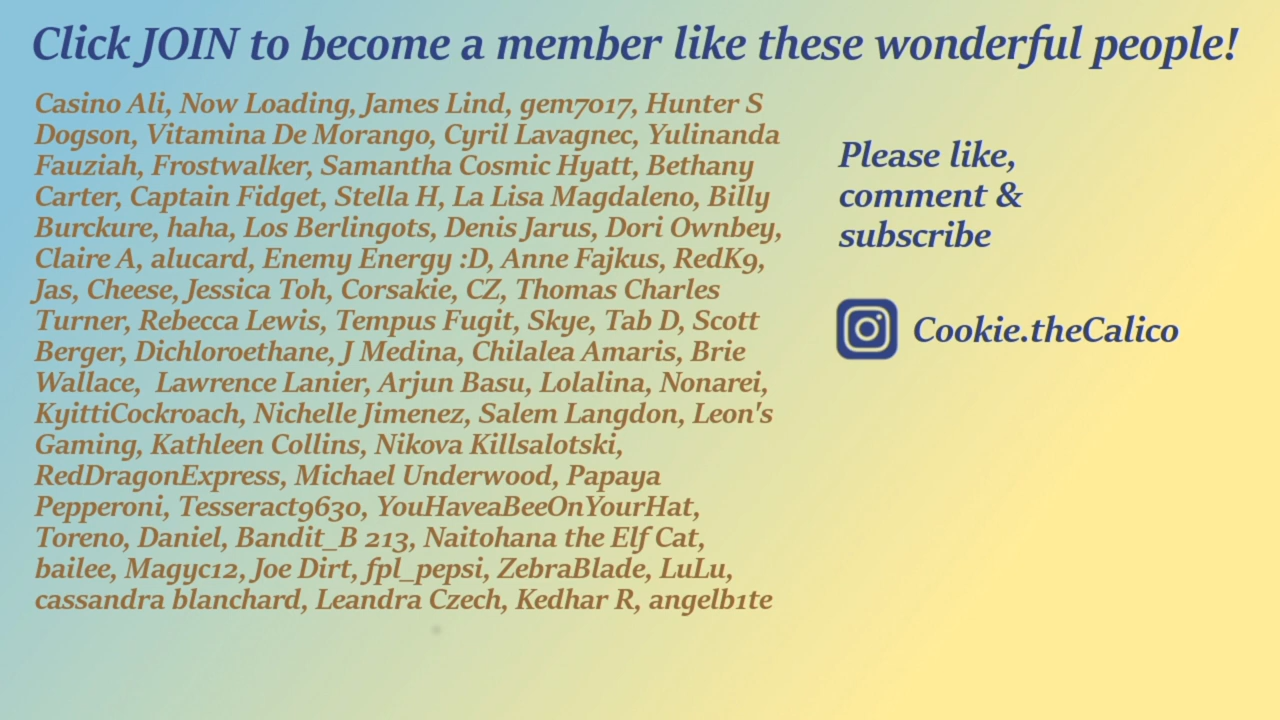 Click JOIN to become a member like these wonderful people!
Casino Ali, Now Loading, James Lind, gem7017, Hunter S
Dogson, Vitamina De Morango, Cyril Lavagnec, Yulinanda
Fauziah, Frostwalker, Samantha Cosmic Hyatt, Bethany
Carter, Captain Fidget, Stella H, La Lisa Magdaleno, Billy
Burckure, haha, Los Berlingots, Denis Jarus, Dori Ownbey,
Claire A, alucard, Enemy Energy :D, Anne Fajkus, RedK9,
Jas, Cheese, Jessica Toh, Corsakie, CZ, Thomas Charles
Turner, Rebecca Lewis, Tempus Fugit, Skye, Tab D, Scott
Berger, Dichloroethane, J Medina, Chilalea Amaris, Brie
Wallace,  Lawrence Lanier, Arjun Basu, Lolalina, Nonarei,
KyittiCockroach, Nichelle Jimenez, Salem Langdon, Leon's
Gaming, Kathleen Collins, Nikova Killsalotski,
RedDragonExpress, Michael Underwood, Papaya
Pepperoni, Tesseract9630, YouHaveaBeeOnYourHat,
Toreno, Daniel, Bandit_B 213, Naitohana the Elf Cat,
bailee, Magyc12, Joe Dirt, fpl_pepsi, ZebraBlade, LuLu,
cassandra blanchard, Leandra Czech, Kedhar R, angelb1te
Please like,
comment &
subscribe
Cookie.theCalico